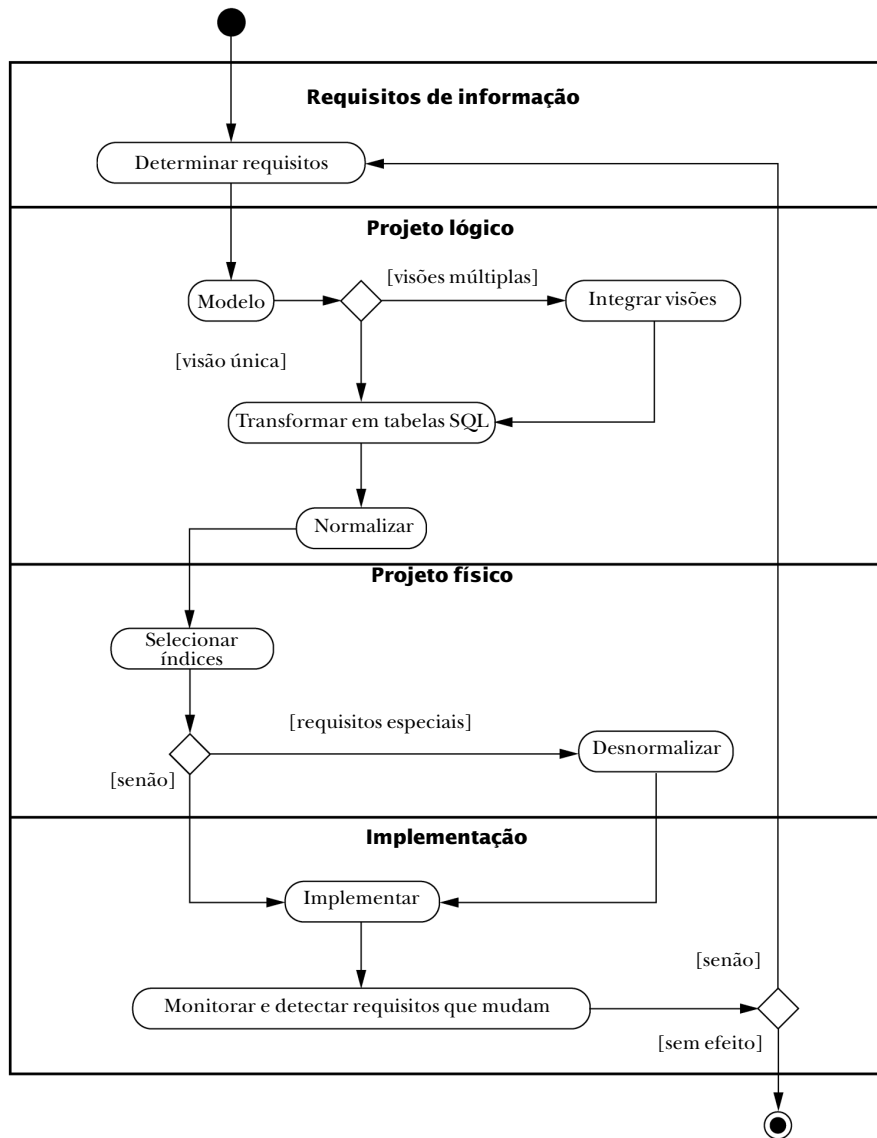 Requisitos de informação
Determinar requisitos
Projeto lógico
[visões múltiplas]
Modelo
Integrar visões
[visão única]
Transformar em tabelas SQL
Normalizar
Projeto físico
Selecionar
índices
[requisitos especiais]
Desnormalizar
[senão]
Implementação
Implementar
[senão]
Monitorar e detectar requisitos que mudam
[sem efeito]